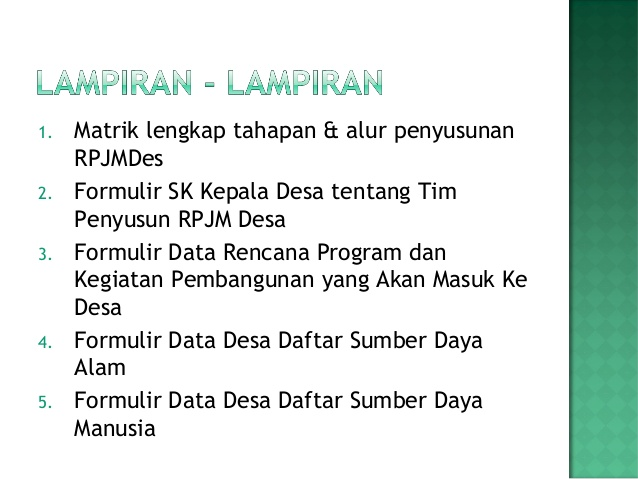 LAMPIRAN - LAMPIRAN
1. Matrik lengkap tahapan & alur penyusunan
RPJMDes
2. Formulir SK Kepala Desa tentang Tim
Penyusun RPJM Desa
3. Formulir Data Rencana Program dan
Kegiatan Pembangunan yang Akan Masuk Ke
Desa
4. Formulir Data Desa Daftar Sumber Daya
Alam
5. Formulir Data Desa Daftar Sumber Daya
Manusia